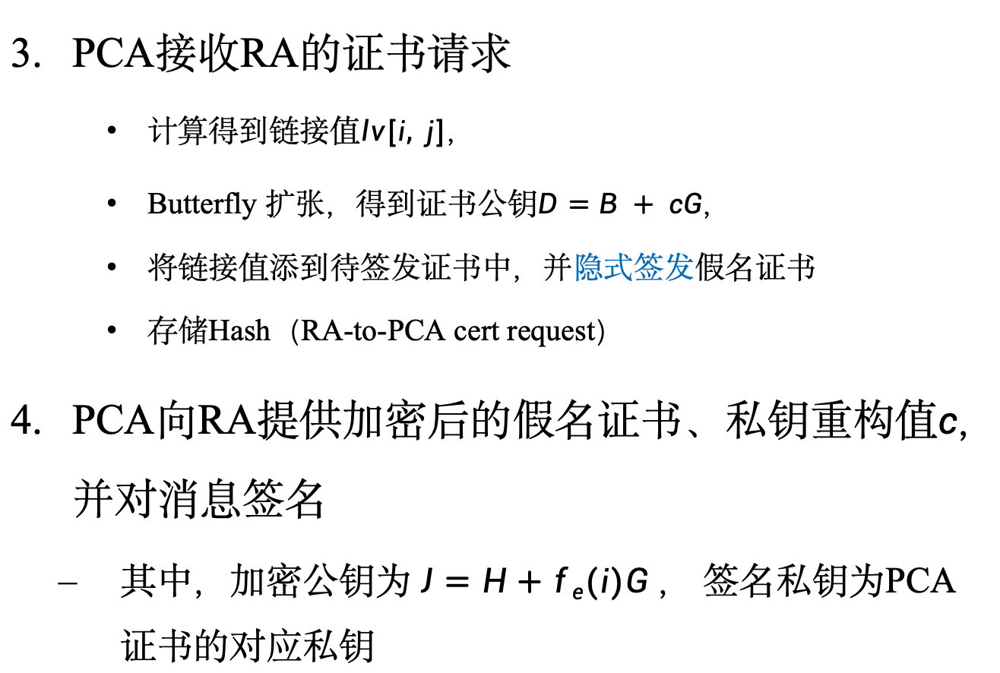 3. PCA接收RA的证书请求
• 计算得到链接值lv[i, j],
• Butterfly 扩张，得到证书公钥D = B + cG,
• 将链接值添到待签发证书中，并隐式签发假名证书
• 存储Hash（RA-to-PCA cert request）
4. PCA向RA提供加密后的假名证书、私钥重构值c,
并对消息签名
– 其中，加密公钥为 J = H + fₑ(i)G , 签名私钥为PCA
证书的对应私钥